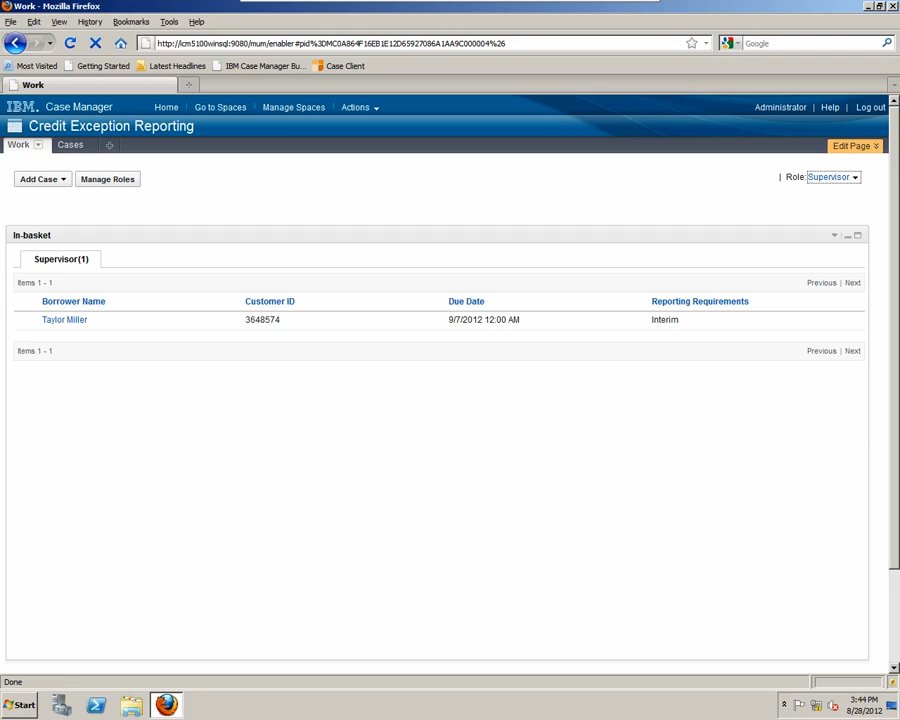 Work - Mozilla Firefox
File Edit View History Bookmarks Tools Help
http://icm5100winsql:9080/mum/enabler#pid%3DMC0A864F16EB1E12D65927086A1AA9C000004%26
Google
Most Visited Getting Started Latest Headlines IBM Case Manager Bu... Case Client
Work
IBM. Case Manager Home Go to Spaces Manage Spaces Actions Administrator | Help | Log out
Credit Exception Reporting
Work Cases Edit Page
Add Case Manage Roles | Role: Supervisor
In-basket
Supervisor(1)
Items 1 - 1 Previous | Next
Borrower Name Customer ID Due Date Reporting Requirements
Taylor Miller 3648574 9/7/2012 12:00 AM Interim
Items 1 - 1 Previous | Next
Done
Start 3:44 PM
8/28/2012